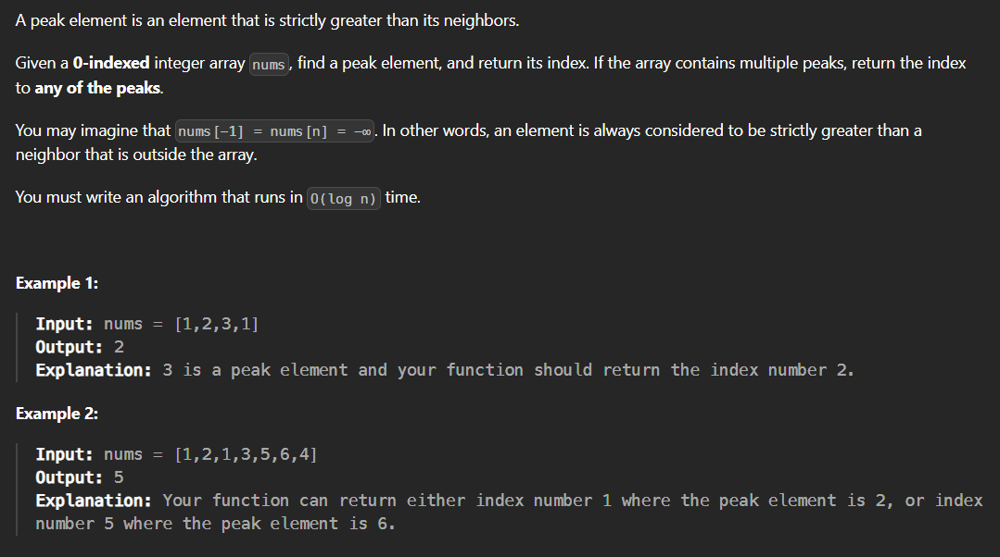 A peak element is an element that is strictly greater than its neighbors.
Given a 0-indexed integer array nums, find a peak element, and return its index. If the array contains multiple peaks, return the index
to any of the peaks.
You may imagine that nums[-1] = nums[n] = -∞. In other words, an element is always considered to be strictly greater than a
neighbor that is outside the array.
You must write an algorithm that runs in O(log n) time.
Example 1:
Input: nums = [1,2,3,1]
Output: 2
Explanation: 3 is a peak element and your function should return the index number 2.
Example 2:
Input: nums = [1,2,1,3,5,6,4]
Output: 5
Explanation: Your function can return either index number 1 where the peak element is 2, or index
number 5 where the peak element is 6.